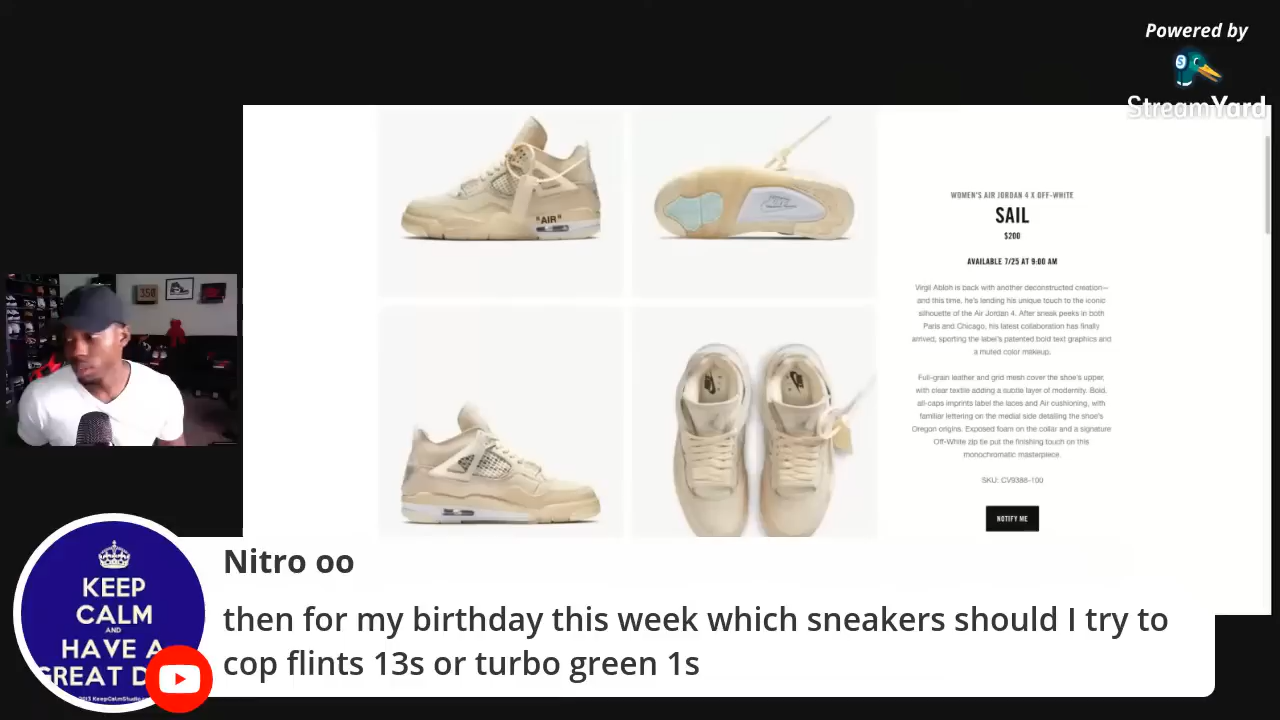 Powered by
StreamYard
WOMEN'S AIR JORDAN 4 X OFF-WHITE
SAIL
$200
AVAILABLE 7/25 AT 9:00 AM
Virgil Abloh is back with another deconstructed creation—
and this time, he's landing his unique touch to the iconic
silhouette of the Air Jordan 4. After sneak peeks in both
Paris and Chicago, his latest collaboration has finally
arrived, sporting the label's patented bold text graphics and
a muted color makeup.
Full-grain leather and grid mesh cover the shoe's upper,
with clear textile adding a subtle layer of modernity. Bold,
all-caps imprints label the laces and Air cushioning, with
familiar lettering on the medial side detailing the shoe's
Oregon origins. Exposed foam on the collar and a signature
Off-White zip tie put the finishing touch on this
monochromatic masterpiece.
SKU: CV9388-100
NOTIFY ME
"AIR"
350
KEEP
CALM
AND
HAVE A
GREAT D
Nitro oo
then for my birthday this week which sneakers should I try to
cop flints 13s or turbo green 1s